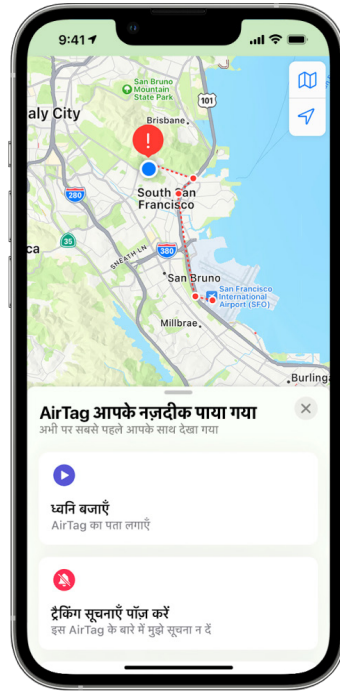 9:41
San Bruno
Mountain
State Park
101
aly City
Brisbane
!
280
South San
Francisco
35
ca
SNEATH LN
380
San Bruno
San Francisco
International
Airport (SFO)
Millbrae
Burling
AirTag आपके नज़दीक पाया गया
अभी पर सबसे पहले आपके साथ देखा गया
ध्वनि बजाएँ
AirTag का पता लगाएँ
ट्रैकिंग सूचनाएँ पॉज़ करें
इस AirTag के बारे में मुझे सूचना न दें